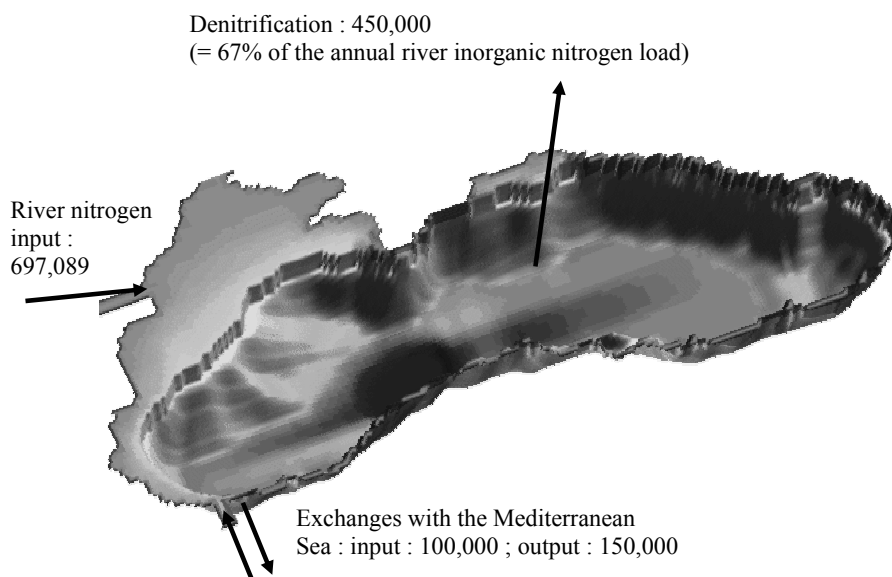 Denitrification : 450,000
(= 67% of the annual river inorganic nitrogen load)
River nitrogen
input :
697,089
Exchanges with the Mediterranean
Sea : input : 100,000 ; output : 150,000